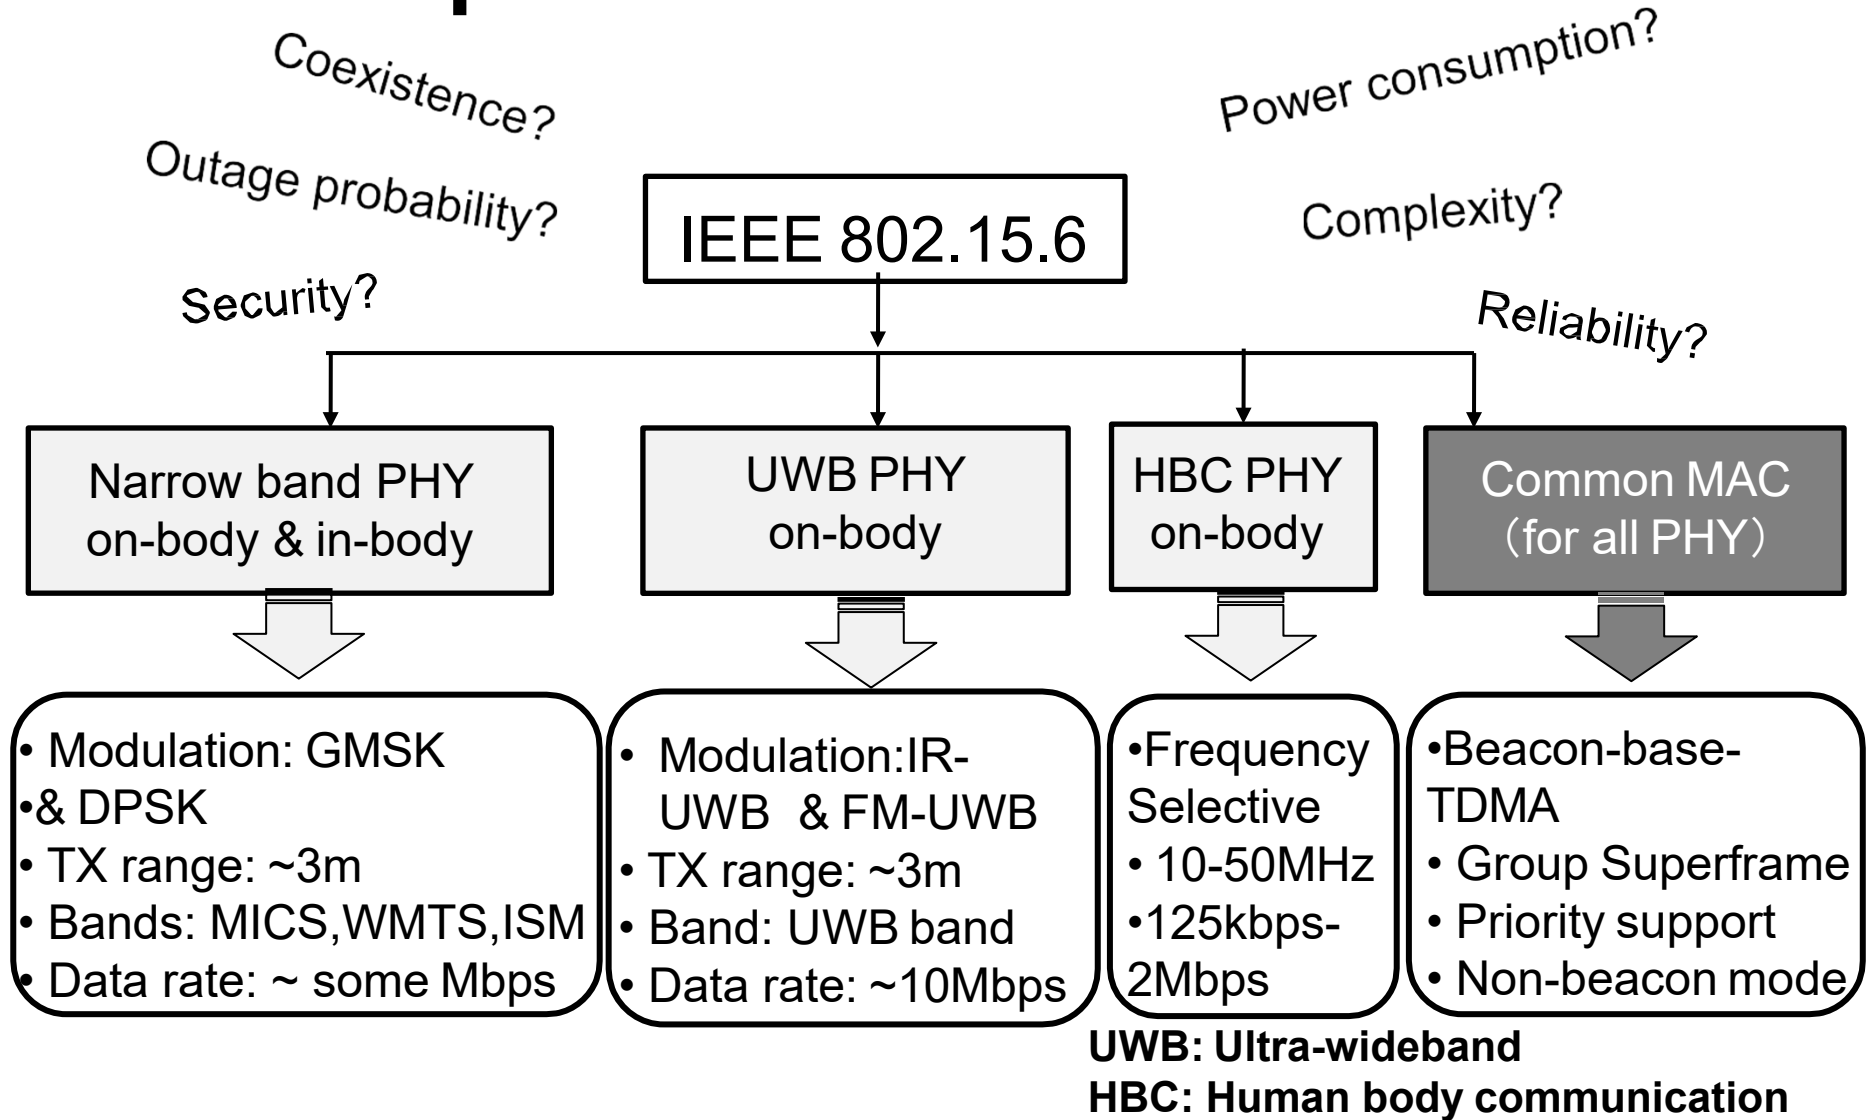 Coexistence?
Power consumption?
Outage probability?
Complexity?
IEEE 802.15.6
Security?
Reliability?
Narrow band PHY
on-body & in-body
UWB PHY
on-body
HBC PHY
on-body
Common MAC
（for all PHY）
• Modulation: GMSK
•& DPSK
• TX range: ~3m
• Bands: MICS,WMTS,ISM
• Data rate: ~ some Mbps
• Modulation:IR-
UWB & FM-UWB
• TX range: ~3m
• Band: UWB band
• Data rate: ~10Mbps
•Frequency
Selective
• 10-50MHz
•125kbps-
2Mbps
•Beacon-base-
TDMA
• Group Superframe
• Priority support
• Non-beacon mode
UWB: Ultra-wideband
HBC: Human body communication